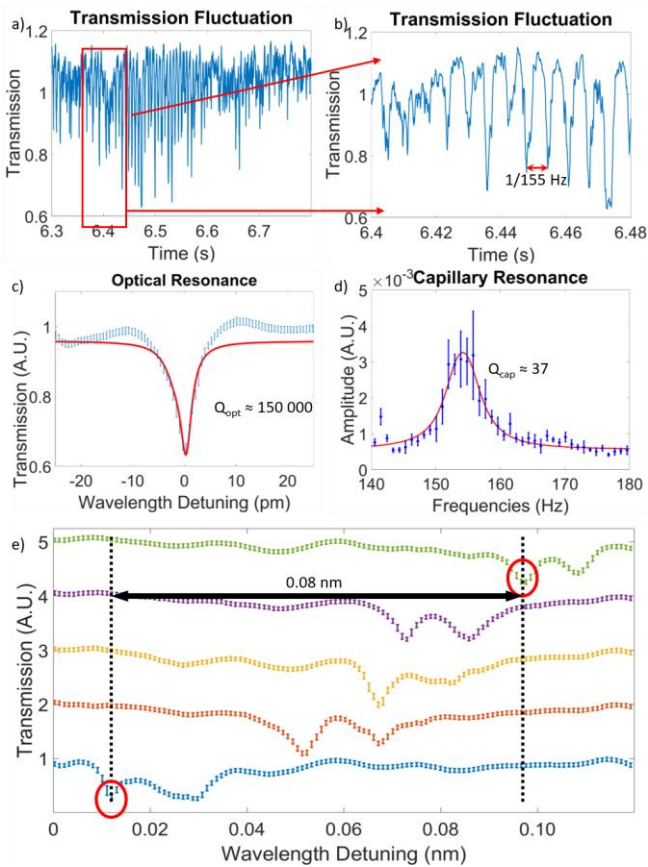 a)
Transmission Fluctuation
Transmission
1.2
1
0.8
0.6
6.3
6.4
6.5
6.6
6.7
Time (s)
b)
Transmission Fluctuation
Transmission
1.2
1
0.8
0.6
1/155 Hz
6.4
6.42
6.44
6.46
6.48
Time (s)
c)
Optical Resonance
Transmission (A.U.)
1
0.8
0.6
Qopt ≈ 150 000
-20
-10
0
10
20
Wavelength Detuning (pm)
d)
×10-3
Capillary Resonance
Amplitude (A.U.)
5
4
3
2
1
0
Qcap ≈ 37
140
150
160
170
180
Frequencies (Hz)
e)
Transmission (A.U.)
5
4
3
2
1
0.08 nm
0
0.02
0.04
0.06
0.08
0.10
Wavelength Detuning (nm)